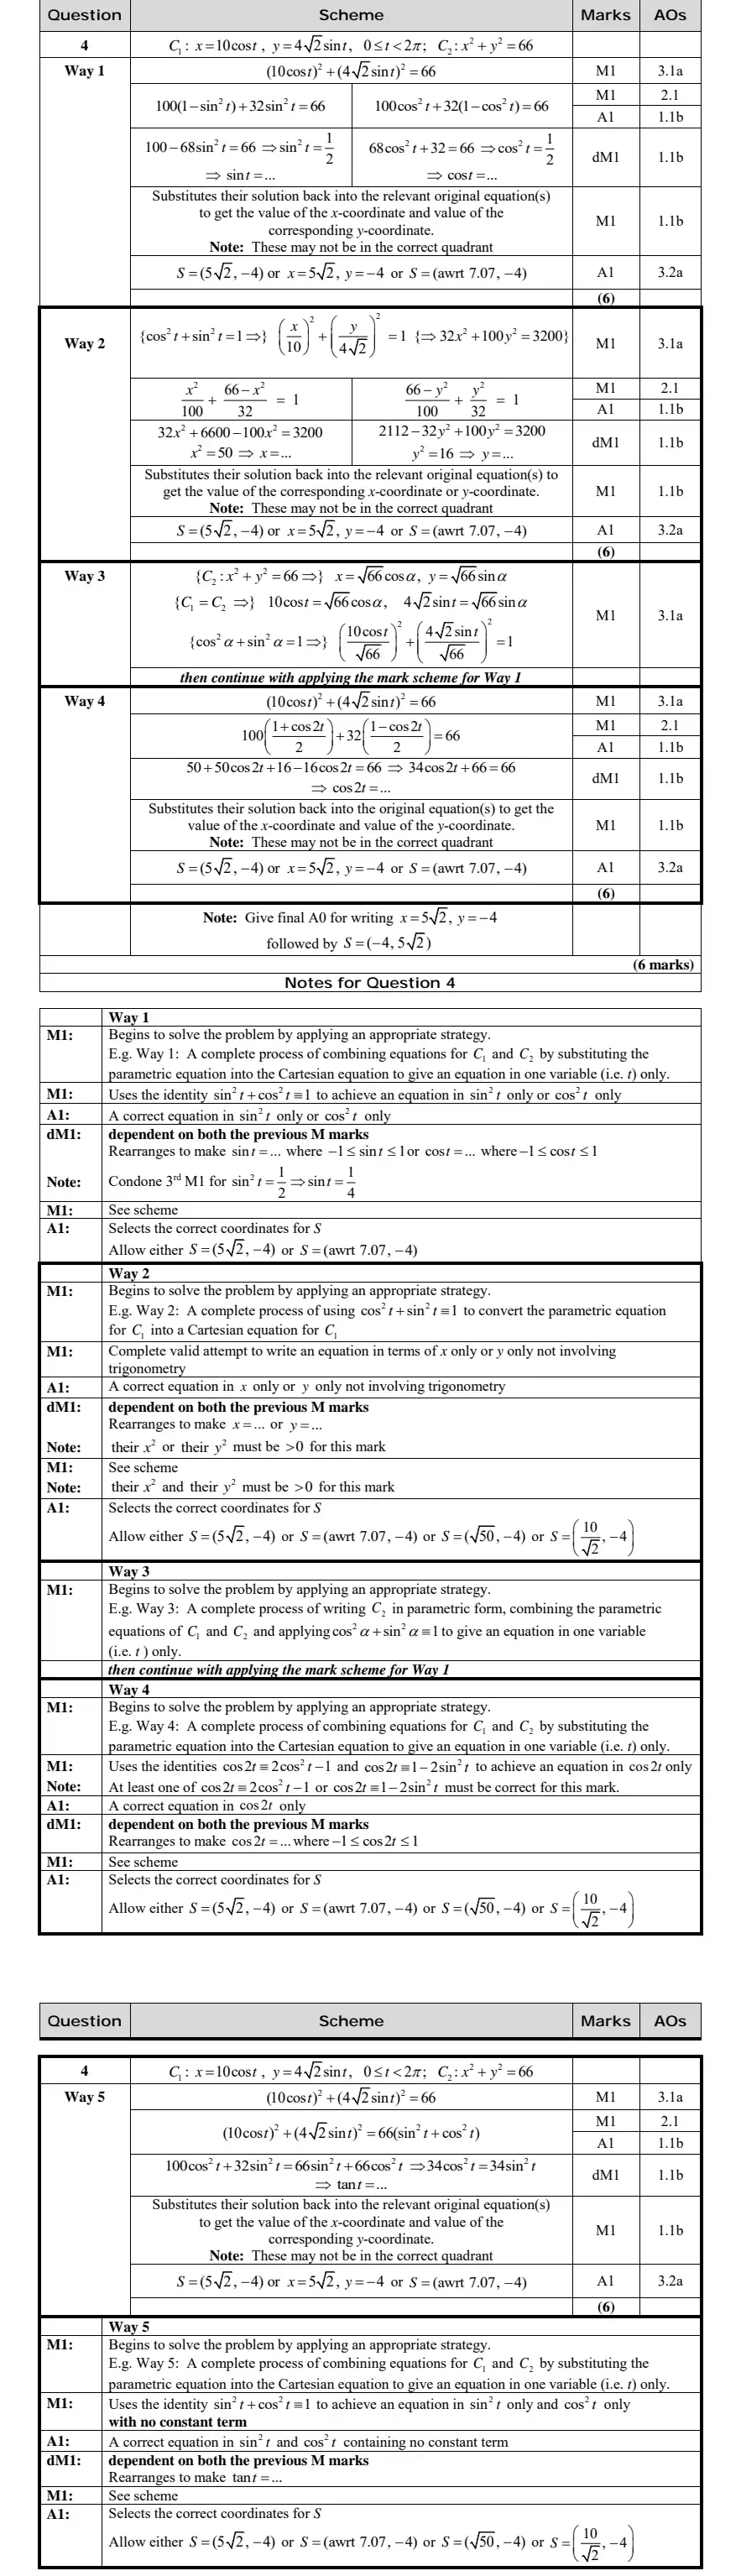 Question Scheme Marks AOs
4 C₁ : x = 10cos t , y = 4√2 sin t, 0 ≤ t < 2π; C₂ : x² + y² = 66
Way 1 (10cos t)² + (4√2 sin t)² = 66 M1 3.1a
100(1 − sin² t) + 32sin² t = 66 100cos² t + 32(1 − cos² t) = 66 M1 2.1
A1 1.1b
100 − 68sin² t = 66 ⇒ sin² t = 1/2 68cos² t + 32 = 66 ⇒ cos² t = 1/2 dM1 1.1b
⇒ sin t = ... ⇒ cos t = ...
Substitutes their solution back into the relevant original equation(s)
to get the value of the x-coordinate and value of the
corresponding y-coordinate. M1 1.1b
Note: These may not be in the correct quadrant
S = (5√2, −4) or x = 5√2, y = −4 or S = (awrt 7.07, −4) A1 3.2a
(6)
Way 2 {cos² t + sin² t = 1 ⇒} (x/10)² + (y/4√2)² = 1 {⇒ 32x² + 100y² = 3200} M1 3.1a
x²/100 + (66 − x²)/32 = 1 (66 − y²)/100 + y²/32 = 1 M1 2.1
A1 1.1b
32x² + 6600 − 100x² = 3200 2112 − 32y² + 100y² = 3200 dM1 1.1b
x² = 50 ⇒ x = ... y² = 16 ⇒ y = ...
Substitutes their solution back into the relevant original equation(s) to
get the value of the corresponding x-coordinate or y-coordinate. M1 1.1b
Note: These may not be in the correct quadrant
S = (5√2, −4) or x = 5√2, y = −4 or S = (awrt 7.07, −4) A1 3.2a
(6)
Way 3 {C₂ : x² + y² = 66 ⇒} x = √66 cos α, y = √66 sin α
{C₁ = C₂ ⇒} 10cos t = √66 cos α, 4√2 sin t = √66 sin α M1 3.1a
{cos² α + sin² α = 1 ⇒} (10cos t/√66)² + (4√2 sin t/√66)² = 1
then continue with applying the mark scheme for Way 1
Way 4 (10cos t)² + (4√2 sin t)² = 66 M1 3.1a
100((1 + cos 2t)/2) + 32((1 − cos 2t)/2) = 66 M1 2.1
A1 1.1b
50 + 50cos 2t + 16 − 16cos 2t = 66 ⇒ 34cos 2t + 66 = 66 dM1 1.1b
⇒ cos 2t = ...
Substitutes their solution back into the original equation(s) to get the
value of the x-coordinate and value of the y-coordinate. M1 1.1b
Note: These may not be in the correct quadrant
S = (5√2, −4) or x = 5√2, y = −4 or S = (awrt 7.07, −4) A1 3.2a
(6)
Note: Give final A0 for writing x = 5√2, y = −4
followed by S = (−4, 5√2)
(6 marks)
Notes for Question 4
Way 1
M1: Begins to solve the problem by applying an appropriate strategy.
E.g. Way 1: A complete process of combining equations for C₁ and C₂ by substituting the
parametric equation into the Cartesian equation to give an equation in one variable (i.e. t) only.
M1: Uses the identity sin² t + cos² t ≡ 1 to achieve an equation in sin² t only or cos² t only
A1: A correct equation in sin² t only or cos² t only
dM1: dependent on both the previous M marks
Rearranges to make sin t = ... where −1 ≤ sin t ≤ 1 or cos t = ... where −1 ≤ cos t ≤ 1
Note: Condone 3rd M1 for sin² t = 1/2 ⇒ sin t = 1/4
M1: See scheme
A1: Selects the correct coordinates for S
Allow either S = (5√2, −4) or S = (awrt 7.07, −4)
Way 2
M1: Begins to solve the problem by applying an appropriate strategy.
E.g. Way 2: A complete process of using cos² t + sin² t ≡ 1 to convert the parametric equation
for C₁ into a Cartesian equation for C₁
M1: Complete valid attempt to write an equation in terms of x only or y only not involving
trigonometry
A1: A correct equation in x only or y only not involving trigonometry
dM1: dependent on both the previous M marks
Rearranges to make x = ... or y = ...
Note: their x² or their y² must be > 0 for this mark
M1: See scheme
Note: their x² and their y² must be > 0 for this mark
A1: Selects the correct coordinates for S
Allow either S = (5√2, −4) or S = (awrt 7.07, −4) or S = (√50, −4) or S = (10/√2, −4)
Way 3
M1: Begins to solve the problem by applying an appropriate strategy.
E.g. Way 3: A complete process of writing C₂ in parametric form, combining the parametric
equations of C₁ and C₂ and applying cos² α + sin² α ≡ 1 to give an equation in one variable
(i.e. t ) only.
then continue with applying the mark scheme for Way 1
Way 4
M1: Begins to solve the problem by applying an appropriate strategy.
E.g. Way 4: A complete process of combining equations for C₁ and C₂ by substituting the
parametric equation into the Cartesian equation to give an equation in one variable (i.e. t) only.
M1: Uses the identities cos 2t ≡ 2cos² t − 1 and cos 2t ≡ 1 − 2sin² t to achieve an equation in cos 2t only
Note: At least one of cos 2t ≡ 2cos² t − 1 or cos 2t ≡ 1 − 2sin² t must be correct for this mark.
A1: A correct equation in cos 2t only
dM1: dependent on both the previous M marks
Rearranges to make cos 2t = ... where −1 ≤ cos 2t ≤ 1
M1: See scheme
A1: Selects the correct coordinates for S
Allow either S = (5√2, −4) or S = (awrt 7.07, −4) or S = (√50, −4) or S = (10/√2, −4)
Question Scheme Marks AOs
4 C₁ : x = 10cos t , y = 4√2 sin t, 0 ≤ t < 2π; C₂ : x² + y² = 66
Way 5 (10cos t)² + (4√2 sin t)² = 66 M1 3.1a
(10cos t)² + (4√2 sin t)² = 66(sin² t + cos² t) M1 2.1
A1 1.1b
100cos² t + 32sin² t = 66sin² t + 66cos² t ⇒ 34cos² t = 34sin² t dM1 1.1b
⇒ tan t = ...
Substitutes their solution back into the relevant original equation(s)
to get the value of the x-coordinate and value of the
corresponding y-coordinate. M1 1.1b
Note: These may not be in the correct quadrant
S = (5√2, −4) or x = 5√2, y = −4 or S = (awrt 7.07, −4) A1 3.2a
(6)
Way 5
M1: Begins to solve the problem by applying an appropriate strategy.
E.g. Way 5: A complete process of combining equations for C₁ and C₂ by substituting the
parametric equation into the Cartesian equation to give an equation in one variable (i.e. t) only.
M1: Uses the identity sin² t + cos² t ≡ 1 to achieve an equation in sin² t only and cos² t only
with no constant term
A1: A correct equation in sin² t and cos² t containing no constant term
dM1: dependent on both the previous M marks
Rearranges to make tan t = ...
M1: See scheme
A1: Selects the correct coordinates for S
Allow either S = (5√2, −4) or S = (awrt 7.07, −4) or S = (√50, −4) or S = (10/√2, −4)